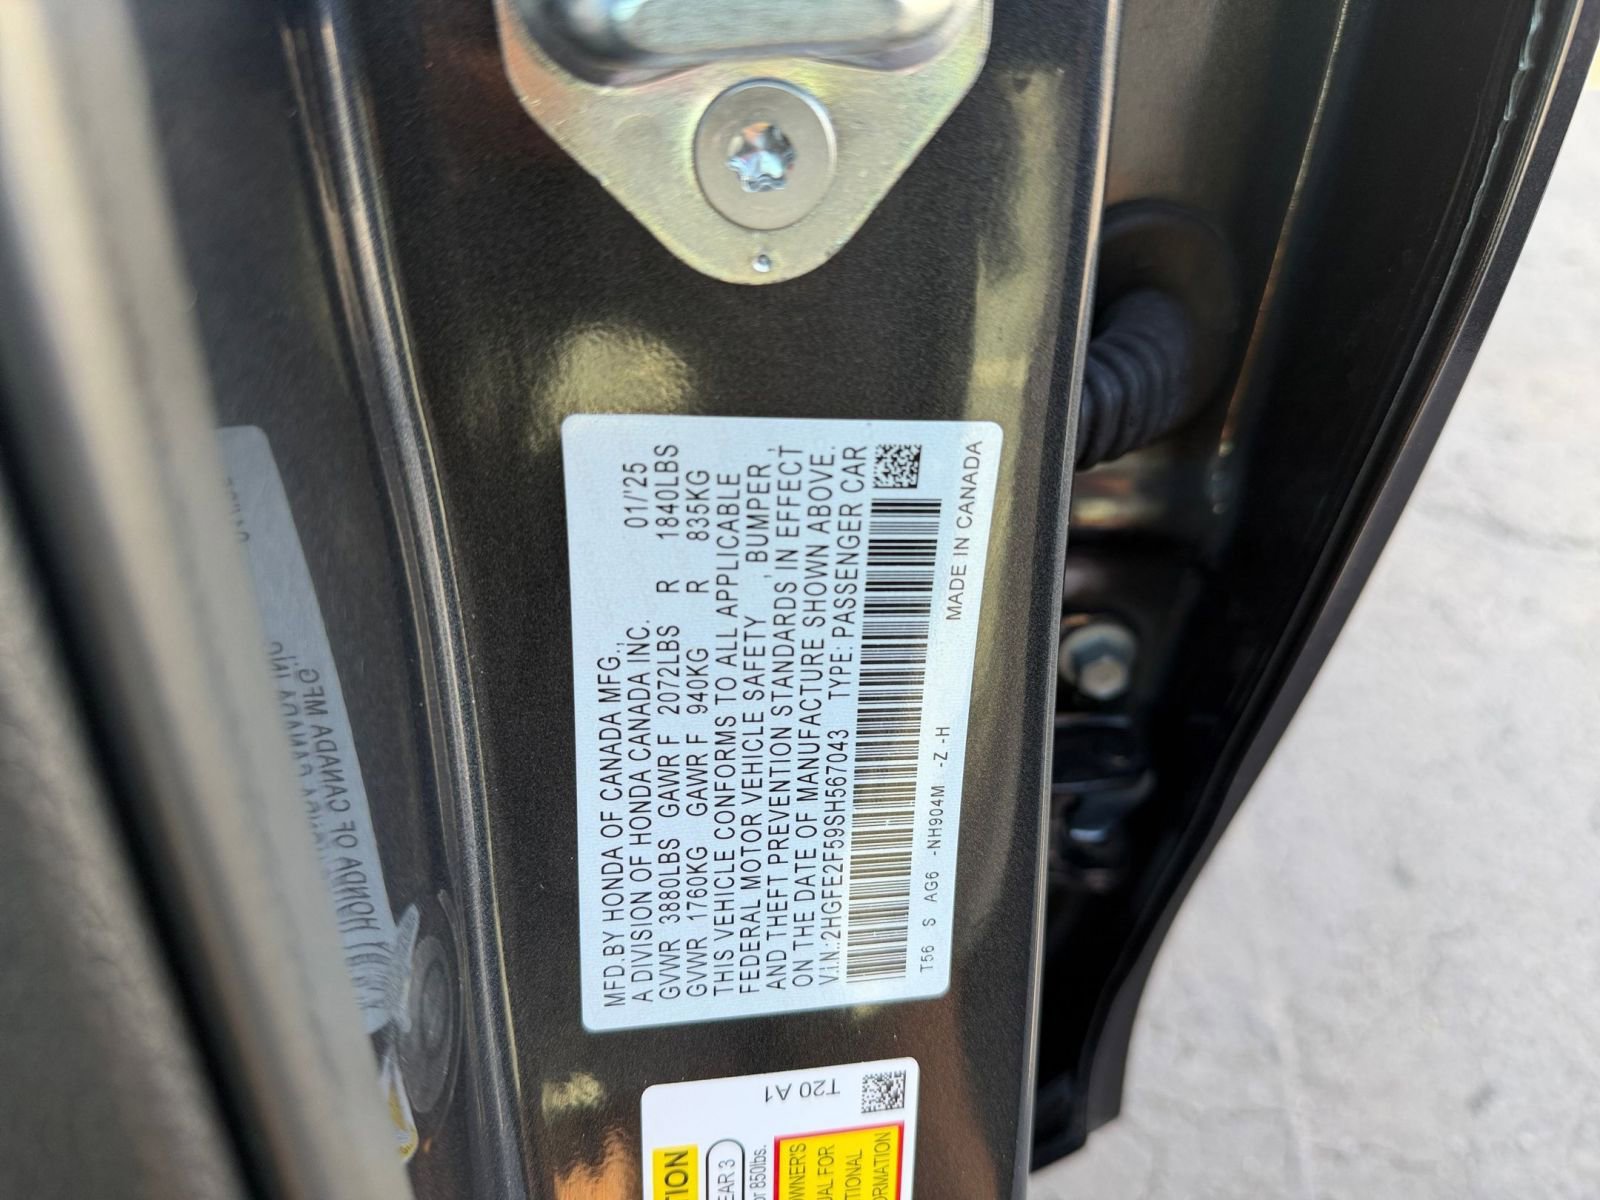 MFD.BY HONDA OF CANADA MFG., 01/'25
A DIVISION OF HONDA CANADA INC.
GVWR 3880LBS GAWR F 2072LBS R 1840LBS
GVWR 1760KG GAWR F 940KG R 835KG
THIS VEHICLE CONFORMS TO ALL APPLICABLE
FEDERAL MOTOR VEHICLE SAFETY , BUMPER ,
AND THEFT PREVENTION STANDARDS IN EFFECT
ON THE DATE OF MANUFACTURE SHOWN ABOVE.
V.I.N.: 2HGFE2F59SH567043 TYPE: PASSENGER CAR
T56 S AG6 -NH904M -Z -H MADE IN CANADA
T20 A1
850lbs.